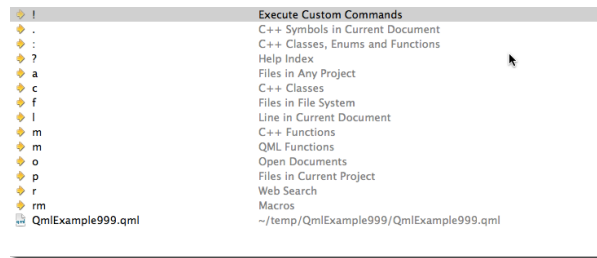 ! Execute Custom Commands
. C++ Symbols in Current Document
: C++ Classes, Enums and Functions
? Help Index
a Files in Any Project
c C++ Classes
f Files in File System
l Line in Current Document
m C++ Functions
m QML Functions
o Open Documents
p Files in Current Project
r Web Search
rm Macros
QmlExample999.qml ~/temp/QmlExample999/QmlExample999.qml